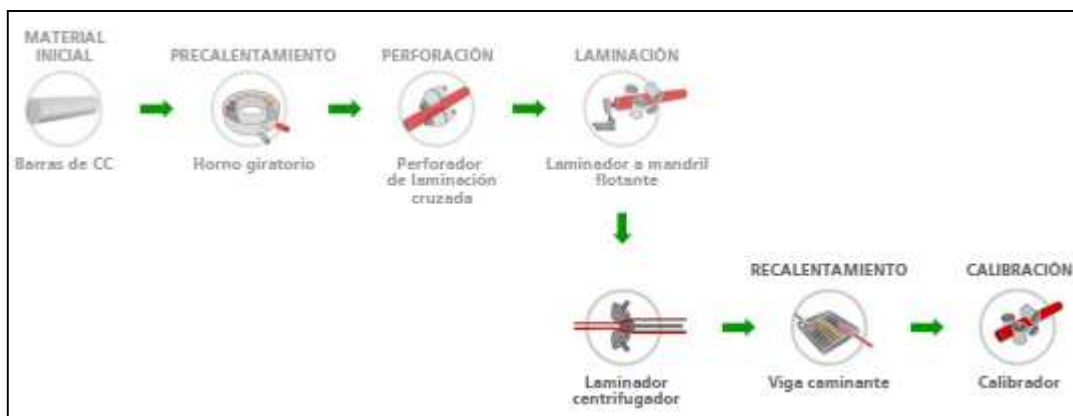 MATERIAL
INICIAL
PRECALENTAMIENTO
PERFORACIÓN
LAMINACIÓN
Barras de CC
Horno giratorio
Perforador
de laminación
cruzada
Laminador a mandril
flotante
RECALENTAMIENTO
CALIBRACIÓN
Laminador
centrifugador
Viga caminante
Calibrador